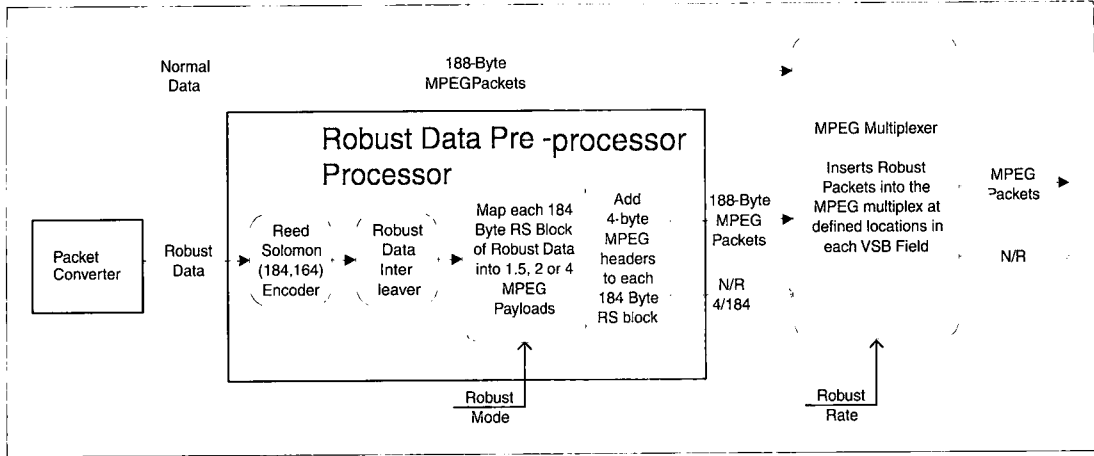 Normal
Data
188-Byte
MPEGPackets
Robust Data Pre -processor
Processor
Packet
Converter
Robust
Data
Reed
Solomon
(184,164)
Encoder
Robust
Data
Inter
leaver
Map each 184
Byte RS Block
of Robust Data
into 1.5, 2 or 4
MPEG
Payloads
Add
4-byte
MPEG
headers
to each
184 Byte
RS block
188-Byte
MPEG
Packets
N/R
4/184
MPEG Multiplexer
Inserts Robust
Packets into the
MPEG multiplex at
defined locations in
each VSB Field
MPEG
Packets
N/R
Robust
Mode
Robust
Rate